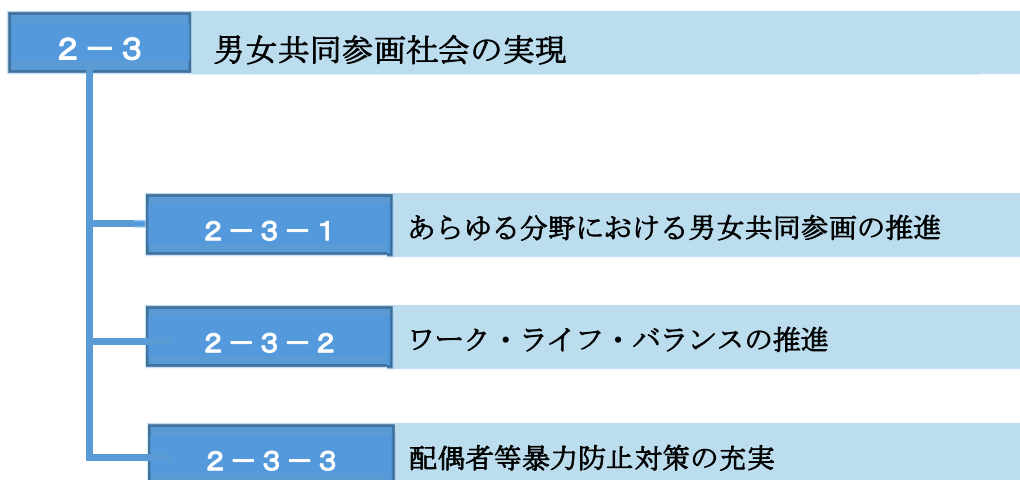 ２－３ 男女共同参画社会の実現
２－３－１ あらゆる分野における男女共同参画の推進
２－３－２ ワーク・ライフ・バランスの推進
２－３－３ 配偶者等暴力防止対策の充実